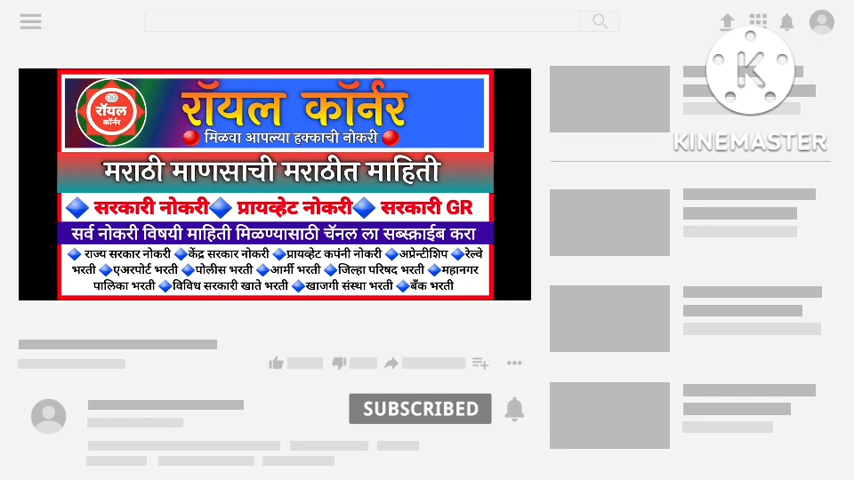 रॉयल कॉर्नर
रॉयल
कॉर्नर
मिळवा आपल्या हक्काची नोकरी
मराठी माणसाची मराठीत माहिती
सरकारी नोकरी प्रायव्हेट नोकरी सरकारी GR
सर्व नोकरी विषयी माहिती मिळण्यासाठी चॅनल ला सब्स्क्राईब करा
राज्य सरकार नोकरी केंद्र सरकार नोकरी प्रायव्हेट कपंनी नोकरी अप्रेन्टीशिप रेल्वे
भरती एअरपोर्ट भरती पोलीस भरती आर्मी भरती जिल्हा परिषद भरती महानगर
पालिका भरती विविध सरकारी खाते भरती खाजगी संस्था भरती बँक भरती
K
KINEMASTER
SUBSCRIBED